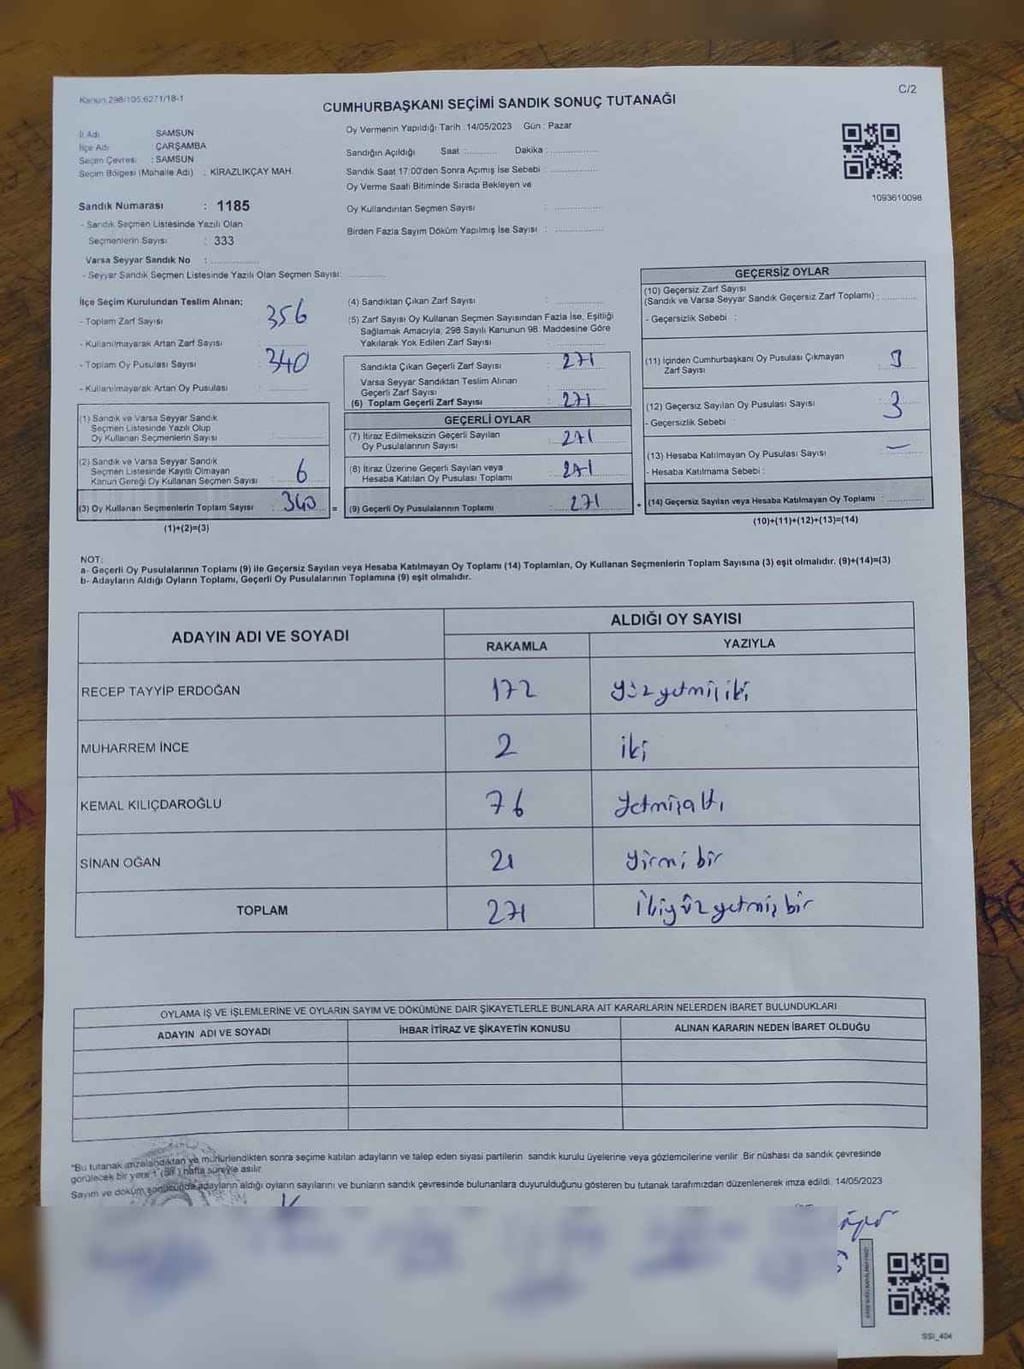 Kanun 298/105,6271/18-1
C/2
CUMHURBAŞKANI SEÇİMİ SANDIK SONUÇ TUTANAĞI
İl Adı : SAMSUN
İlçe Adı : ÇARŞAMBA
Seçim Çevresi : SAMSUN
Seçim Bölgesi (Mahalle Adı) : KİRAZLIKÇAY MAH.
Sandık Numarası : 1185
- Sandık Seçmen Listesinde Yazılı Olan
Seçmenlerin Sayısı : 333
Varsa Seyyar Sandık No : 
- Seyyar Sandık Seçmen Listesinde Yazılı Olan Seçmen Sayısı:
Oy Vermenin Yapıldığı Tarih :14/05/2023 Gün : Pazar
Sandığın Açıldığı Saat : Dakika :
Sandık Saat 17:00'den Sonra Açımış İse Sebebi :
Oy Verme Saati Bitiminde Sırada Bekleyen ve
Oy Kullandırılan Seçmen Sayısı :
Birden Fazla Sayım Döküm Yapılmış İse Sayısı :
1093610098
İlçe Seçim Kurulundan Teslim Alınan;
- Toplam Zarf Sayısı : 356
- Kullanılmayarak Artan Zarf Sayısı :
- Toplam Oy Pusulası Sayısı : 340
- Kullanılmayarak Artan Oy Pusulası :
(1) Sandık ve Varsa Seyyar Sandık
Seçmen Listesinde Yazılı Olup
Oy Kullanan Seçmenlerin Sayısı :
(2) Sandık ve Varsa Seyyar Sandık
Seçmen Listesinde Kayıtlı Olmayan
Kanun Gereği Oy Kullanan Seçmen Sayısı : 6
(3) Oy Kullanan Seçmenlerin Toplam Sayısı : 340 =
(1)+(2)=(3)
(4) Sandıktan Çıkan Zarf Sayısı :
(5) Zarf Sayısı Oy Kullanan Seçmen Sayısından Fazla İse, Eşitliği
Sağlamak Amacıyla, 298 Sayılı Kanunun 98. Maddesine Göre
Yakılarak Yok Edilen Zarf Sayısı :
Sandıkta Çıkan Geçerli Zarf Sayısı : 271
Varsa Seyyar Sandıktan Teslim Alınan
Geçerli Zarf Sayısı :
(6) Toplam Geçerli Zarf Sayısı : 271
GEÇERLİ OYLAR
(7) İtiraz Edilmeksizin Geçerli Sayılan
Oy Pusulalarının Sayısı : 271
(8) İtiraz Üzerine Geçerli Sayılan veya
Hesaba Katılan Oy Pusulası Toplamı : 271
(9) Geçerli Oy Pusulalarının Toplamı : 271 +
GEÇERSİZ OYLAR
(10) Geçersiz Zarf Sayısı
(Sandık ve Varsa Seyyar Sandık Geçersiz Zarf Toplamı) :
- Geçersizlik Sebebi :
(11) İçinden Cumhurbaşkanı Oy Pusulası Çıkmayan
Zarf Sayısı :
(12) Geçersiz Sayılan Oy Pusulası Sayısı : 3
- Geçersizlik Sebebi :
(13) Hesaba Katılmayan Oy Pusulası Sayısı : —
- Hesaba Katılmama Sebebi :
(14) Geçersiz Sayılan veya Hesaba Katılmayan Oy Toplamı :
(10)+(11)+(12)+(13)=(14)
NOT:
a- Geçerli Oy Pusulalarının Toplamı (9) ile Geçersiz Sayılan veya Hesaba Katılmayan Oy Toplamı (14) Toplamları, Oy Kullanan Seçmenlerin Toplam Sayısına (3) eşit olmalıdır. (9)+(14)=(3)
b- Adayların Aldığı Oyların Toplamı, Geçerli Oy Pusulalarının Toplamına (9) eşit olmalıdır.
ADAYIN ADI VE SOYADI
ALDIĞI OY SAYISI
RAKAMLA YAZIYLA
RECEP TAYYİP ERDOĞAN 172 yüzyetmişiki
MUHARREM İNCE 2 iki
KEMAL KILIÇDAROĞLU 76 yetmişaltı
SİNAN OĞAN 21 yirmi bir
TOPLAM 271 İkiyüzyetmişbir
OYLAMA İŞ VE İŞLEMLERİNE VE OYLARIN SAYIM VE DÖKÜMÜNE DAİR ŞİKAYETLERLE BUNLARA AİT KARARLARIN NELERDEN İBARET BULUNDUKLARI
ADAYIN ADI VE SOYADI İHBAR İTİRAZ VE ŞİKAYETİN KONUSU ALINAN KARARIN NEDEN İBARET OLDUĞU
*Bu tutanak imzalandıktan ve mühürlendikten sonra seçime katılan adayların ve talep eden siyasi partilerin sandık kurulu üyelerine veya gözlemcilerine verilir. Bir nüshası da sandık çevresinde
görülecek bir yere 1 (Bir) hafta süreyle asılır.
Sayım ve döküm sonucunda adayların aldığı oyların sayılarını ve bunların sandık çevresinde bulunanlara duyurulduğunu gösteren bu tutanak tarafımızdan düzenlenerek imza edildi. 14/05/2023
SSI_404